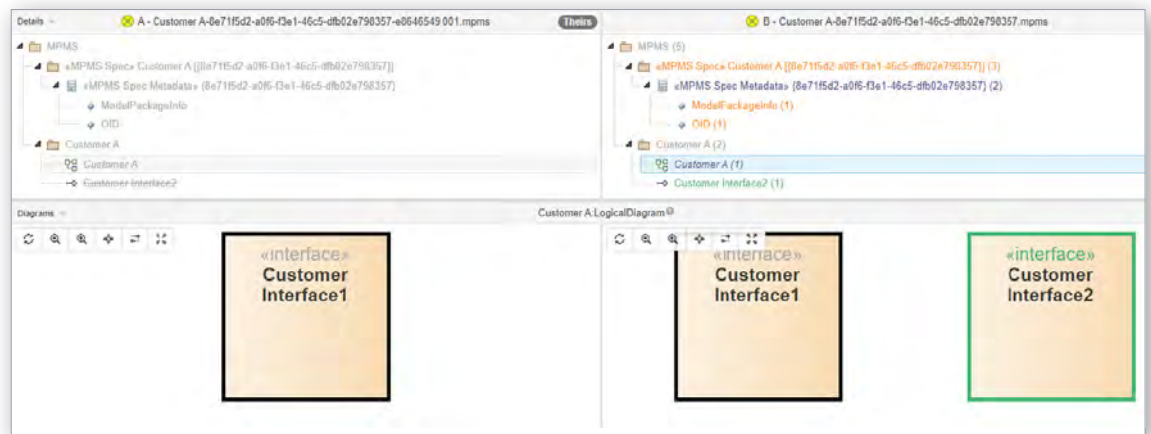 Details
A - Customer A-8e71f5d2-a0f6-f3e1-46c5-dfb02e798357-e8646549 001.mpms
Theirs
B - Customer A-8e71f5d2-a0f6-f3e1-46c5-dfb02e798357.mpms
MPMS
«MPMS Spec» Customer A [{8e71f5d2-a0f6-f3e1-46c5-dfb02e798357}]
«MPMS Spec Metadata» {8e71f5d2-a0f6-f3e1-46c5-dfb02e798357}
ModelPackageInfo
OID
Customer A
Customer A
Customer Interface2
MPMS (5)
«MPMS Spec» Customer A [{8e71f5d2-a0f6-f3e1-46c5-dfb02e798357}] (3)
«MPMS Spec Metadata» {8e71f5d2-a0f6-f3e1-46c5-dfb02e798357} (2)
ModelPackageInfo (1)
OID (1)
Customer A (2)
Customer A (1)
Customer Interface2 (1)
Diagrams
Customer A:LogicalDiagram
«interface»
Customer
Interface1
«interface»
Customer
Interface1
«interface»
Customer
Interface2